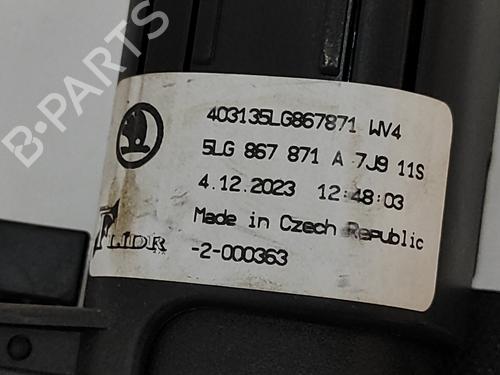 B-PARTS
403135LG867871 WV4
5LG 867 871 A 7J9 11S
4.12.2023 12:48:03
Made in Czech Republic
-2-000363